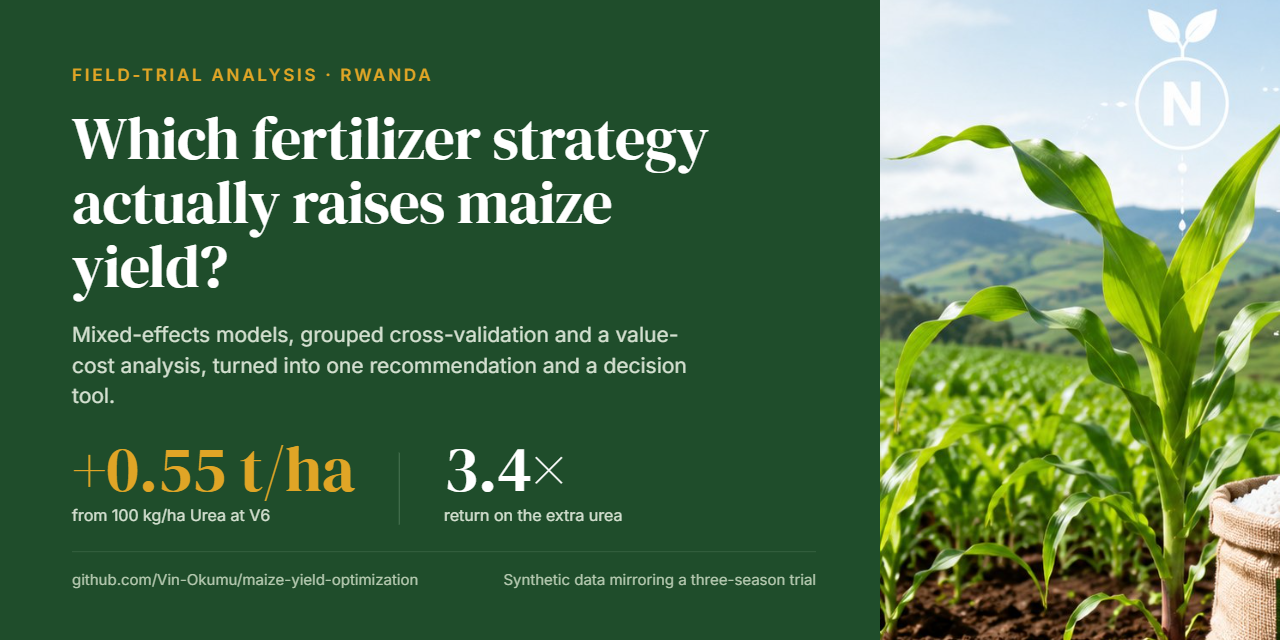 FIELD-TRIAL ANALYSIS · RWANDA
Which fertilizer strategy
actually raises maize
yield?
Mixed-effects models, grouped cross-validation and a value-
cost analysis, turned into one recommendation and a decision
tool.
+0.55 t/ha
from 100 kg/ha Urea at V6
3.4×
return on the extra urea
github.com/Vin-Okumu/maize-yield-optimization
Synthetic data mirroring a three-season trial
N